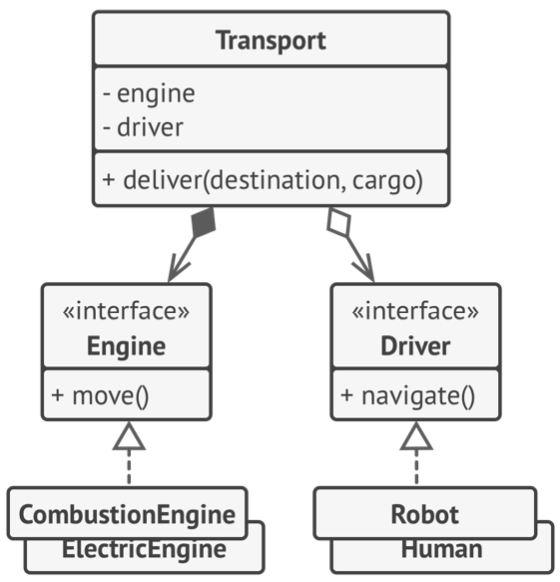 Transport
- engine
- driver
+ deliver(destination, cargo)
«interface»
Engine
+ move()
«interface»
Driver
+ navigate()
CombustionEngine
ElectricEngine
Robot
Human